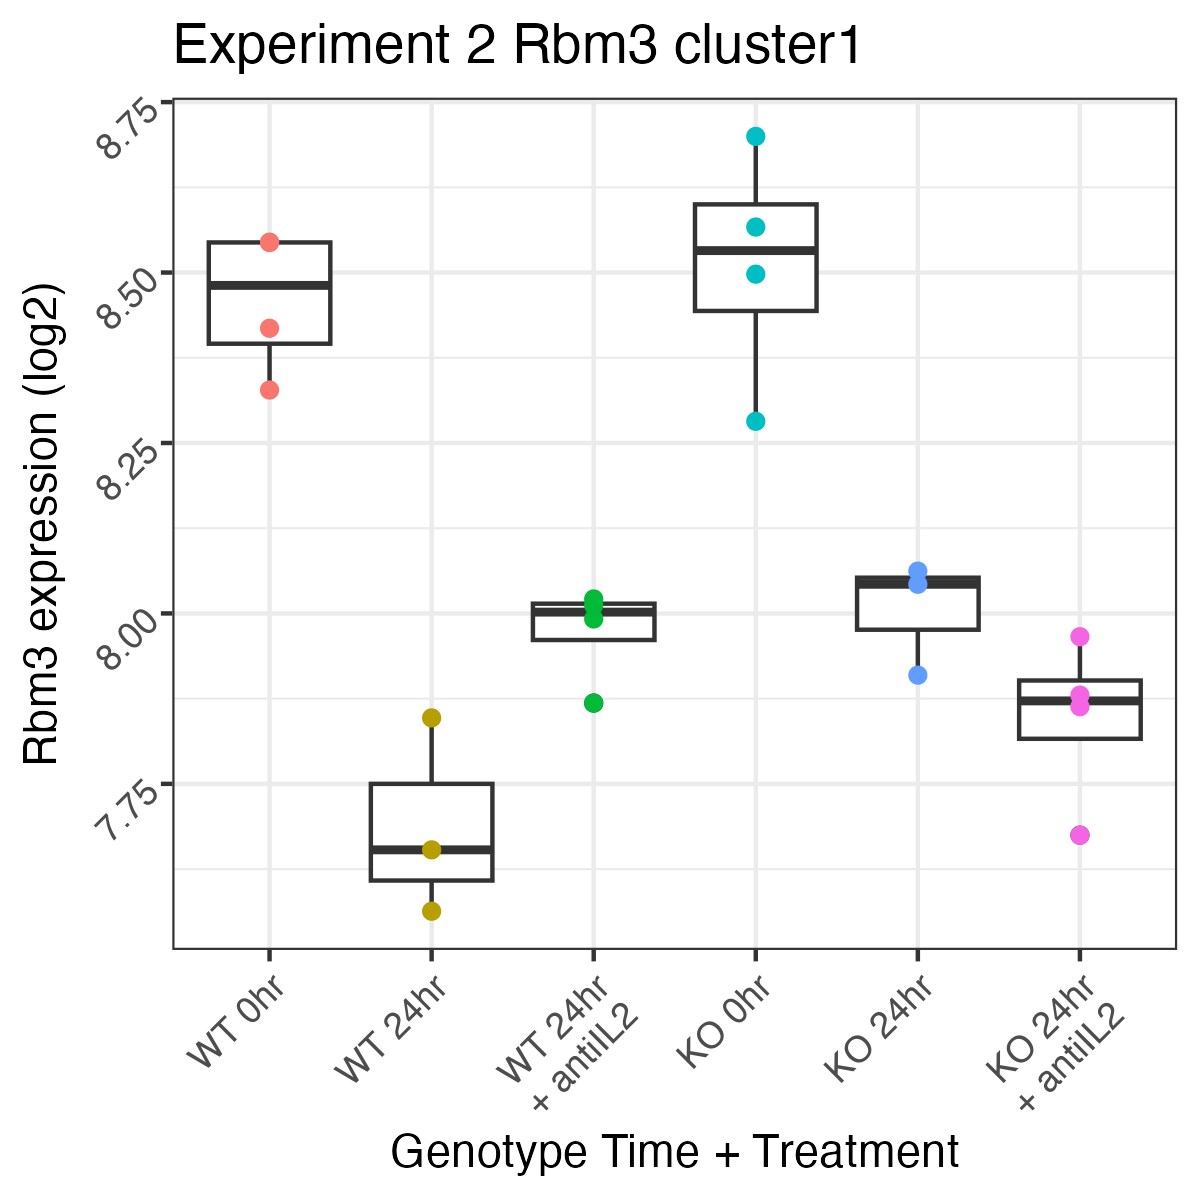 Experiment 2 Rbm3 cluster1
Rbm3 expression (log2)
8.75
8.50
8.25
8.00
7.75
WT 0hr
WT 24hr
WT 24hr
+ antiIL2
KO 0hr
KO 24hr
KO 24hr
+ antiIL2
Genotype Time + Treatment